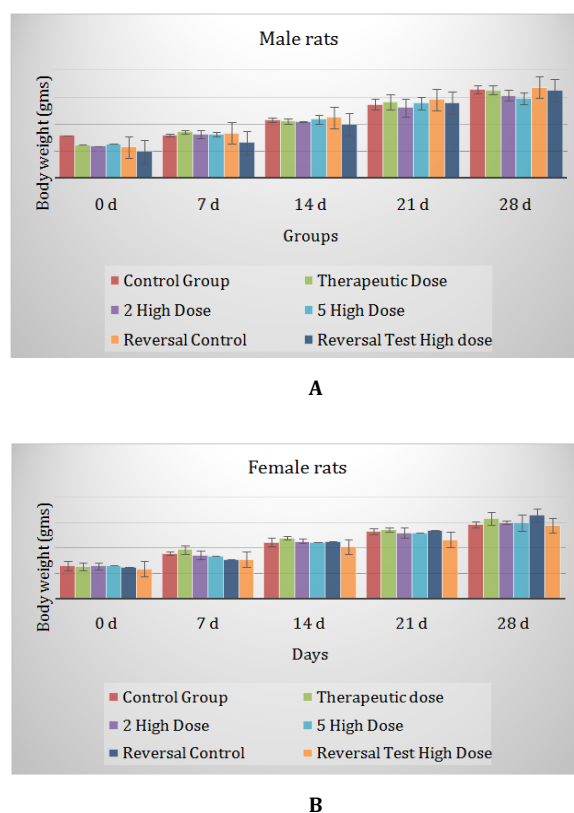 Male rats
Body weight (gms)
0 d 7 d 14 d 21 d 28 d
Groups
Control Group Therapeutic Dose
2 High Dose 5 High Dose
Reversal Control Reversal Test High dose
A
Female rats
Body weight (gms)
0 d 7 d 14 d 21 d 28 d
Days
Control Group Therapeutic dose
2 High Dose 5 High Dose
Reversal Control Reversal Test High Dose
B